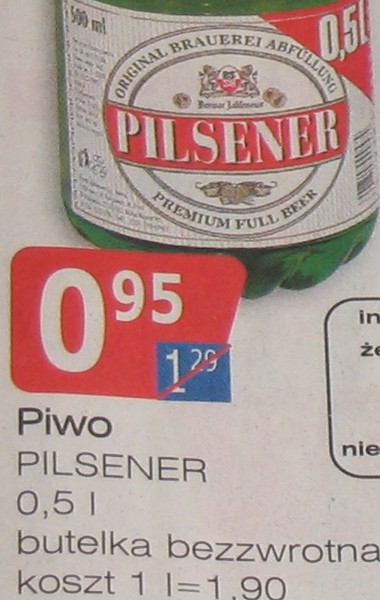 500 ml
0,5l
ORIGINAL BRAUEREI ABFÜLLUNG
PILSENER
PREMIUM FULL BEER
0 95
1 29
Piwo
PILSENER
0,5 l
butelka bezzwrotna
koszt 1 l=1,90
in
że
nie